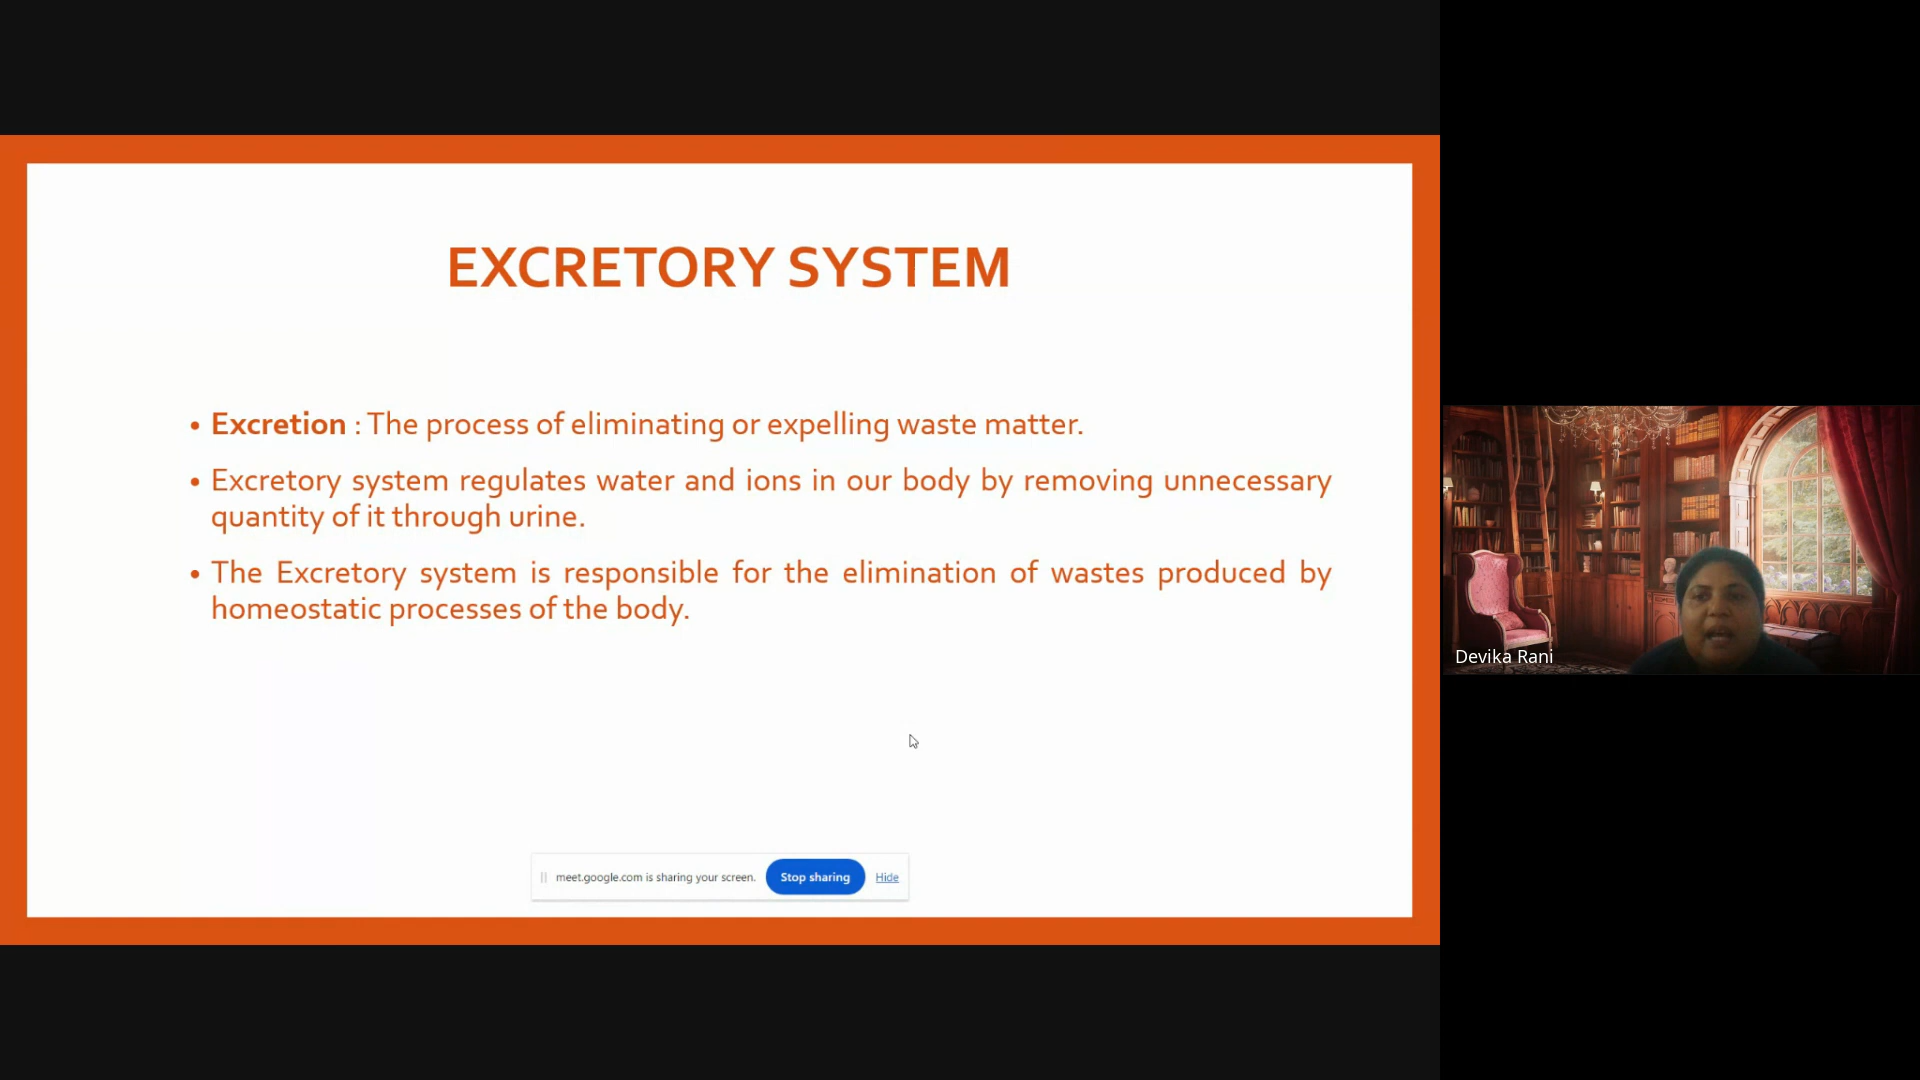 EXCRETORY SYSTEM
• Excretion : The process of eliminating or expelling waste matter.
• Excretory system regulates water and ions in our body by removing unnecessary
quantity of it through urine.
• The Excretory system is responsible for the elimination of wastes produced by
homeostatic processes of the body.
meet.google.com is sharing your screen. Stop sharing Hide
Devika Rani